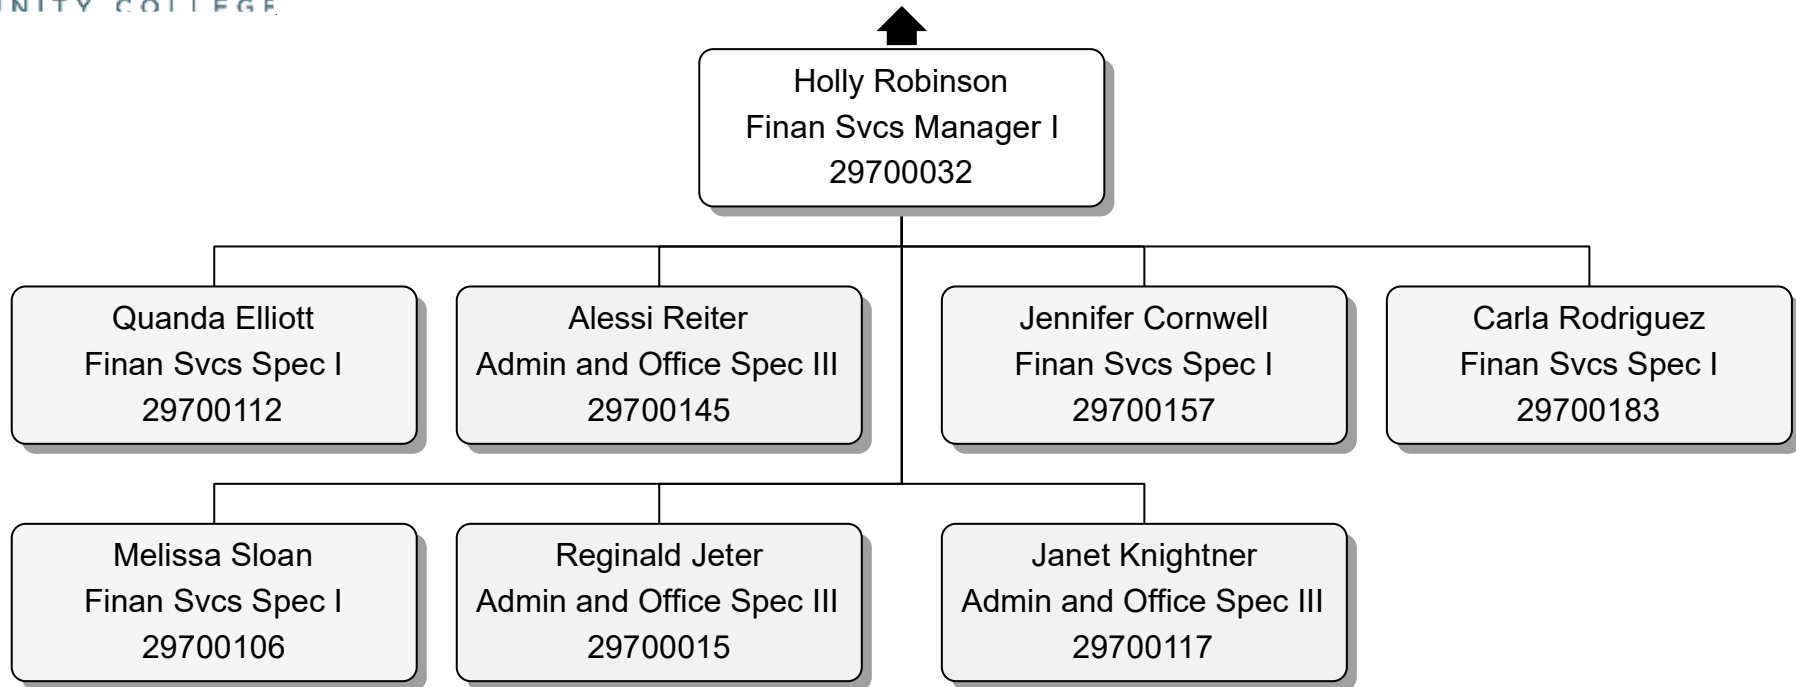 COLLEGE
Holly Robinson
Finan Svcs Manager I
29700032
Quanda Elliott
Finan Svcs Spec I
29700112
Alessi Reiter
Admin and Office Spec III
29700145
Jennifer Cornwell
Finan Svcs Spec I
29700157
Carla Rodriguez
Finan Svcs Spec I
29700183
Melissa Sloan
Finan Svcs Spec I
29700106
Reginald Jeter
Admin and Office Spec III
29700015
Janet Knightner
Admin and Office Spec III
29700117